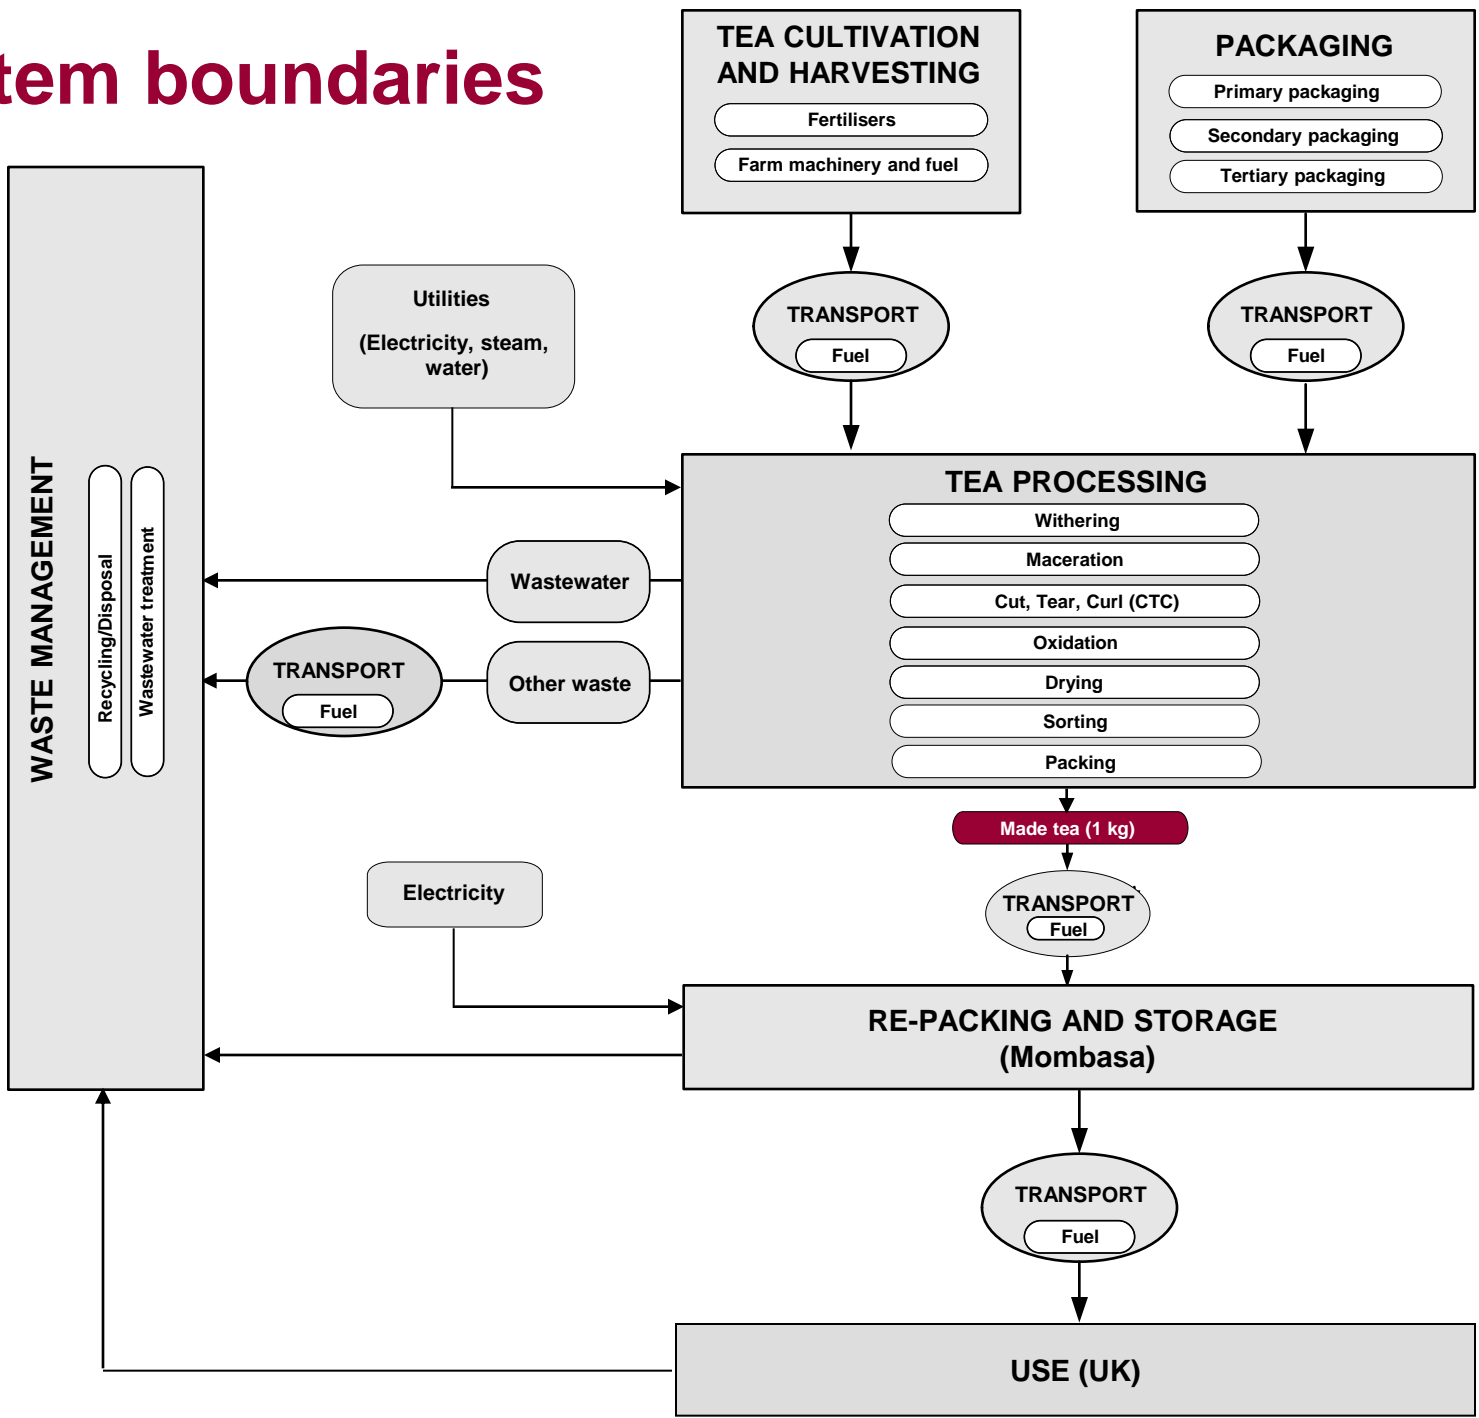 tem boundaries
TEA CULTIVATION
AND HARVESTING
Fertilisers
Farm machinery and fuel
PACKAGING
Primary packaging
Secondary packaging
Tertiary packaging
TRANSPORT
Fuel
TRANSPORT
Fuel
Utilities
(Electricity, steam,
water)
WASTE MANAGEMENT
Recycling/Disposal
Wastewater treatment
TEA PROCESSING
Withering
Maceration
Cut, Tear, Curl (CTC)
Oxidation
Drying
Sorting
Packing
Wastewater
Other waste
TRANSPORT
Fuel
Made tea (1 kg)
TRANSPORT
Fuel
Electricity
RE-PACKING AND STORAGE
(Mombasa)
TRANSPORT
Fuel
USE (UK)